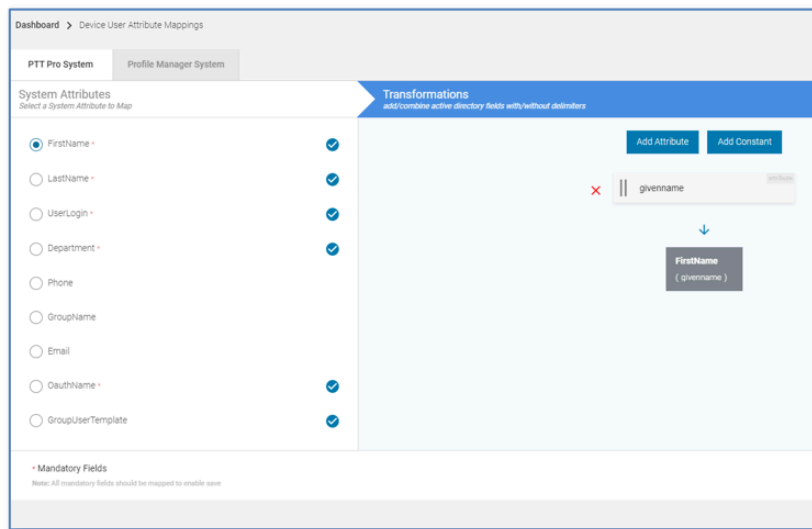 Dashboard > Device User Attribute Mappings
PTT Pro System
Profile Manager System
System Attributes
Select a System Attribute to Map
Transformations
add/combine active directory fields with/without delimiters
FirstName *
LastName *
UserLogin *
Department *
Phone
GroupName
Email
OauthName *
GroupUserTemplate
Add Attribute
Add Constant
attribute
givenname
FirstName
( givenname )
* Mandatory Fields
Note: All mandatory fields should be mapped to enable save